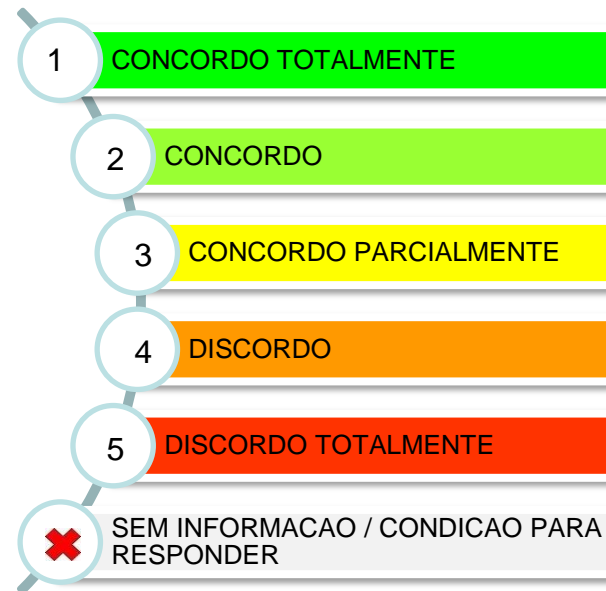 1 CONCORDO TOTALMENTE
2 CONCORDO
3 CONCORDO PARCIALMENTE
4 DISCORDO
5 DISCORDO TOTALMENTE
SEM INFORMACAO / CONDICAO PARA
RESPONDER